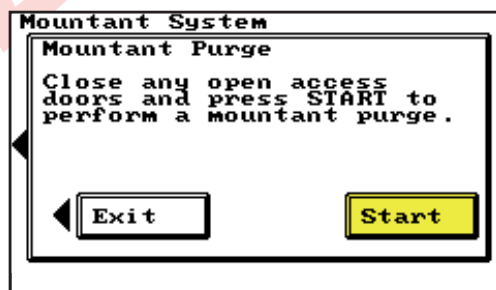 Mountant System
Mountant Purge
Close any open access
doors and press START to
perform a mountant purge.
Exit
Start